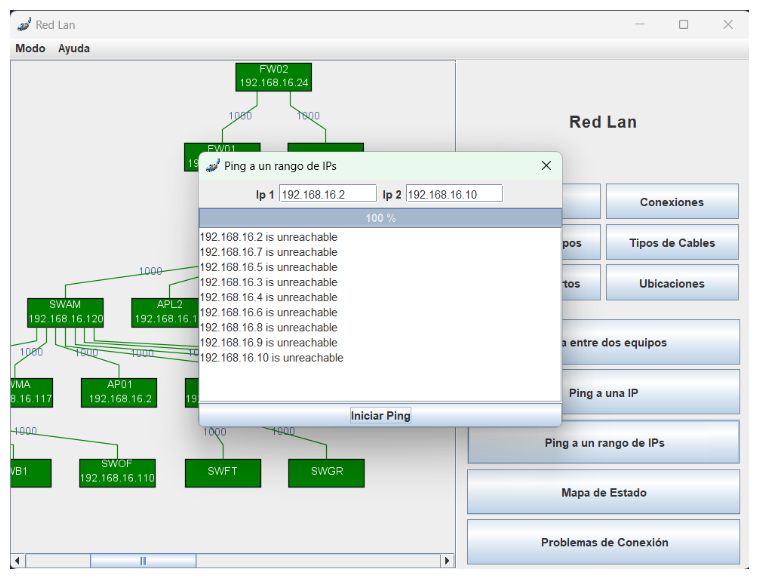 Red Lan
Modo Ayuda
FW02
192.168.16.24
1000 1000
FW01
Red Lan
Ping a un rango de IPs
Ip 1 192.168.16.2 Ip 2 192.168.16.10
100 %
192.168.16.2 is unreachable
192.168.16.7 is unreachable
192.168.16.5 is unreachable
192.168.16.3 is unreachable
192.168.16.4 is unreachable
192.168.16.6 is unreachable
192.168.16.8 is unreachable
192.168.16.9 is unreachable
192.168.16.10 is unreachable
Iniciar Ping
1000
SWAM
192.168.16.120
APL2
192.168.16.1
1000 1000 1000
WMA
8.16.117
AP01
192.168.16.2
19
1000 1000 1000
WB1
SWOF
192.168.16.110
SWFT
SWGR
Conexiones
pos
Tipos de Cables
rtos
Ubicaciones
a entre dos equipos
Ping a una IP
Ping a un rango de IPs
Mapa de Estado
Problemas de Conexión